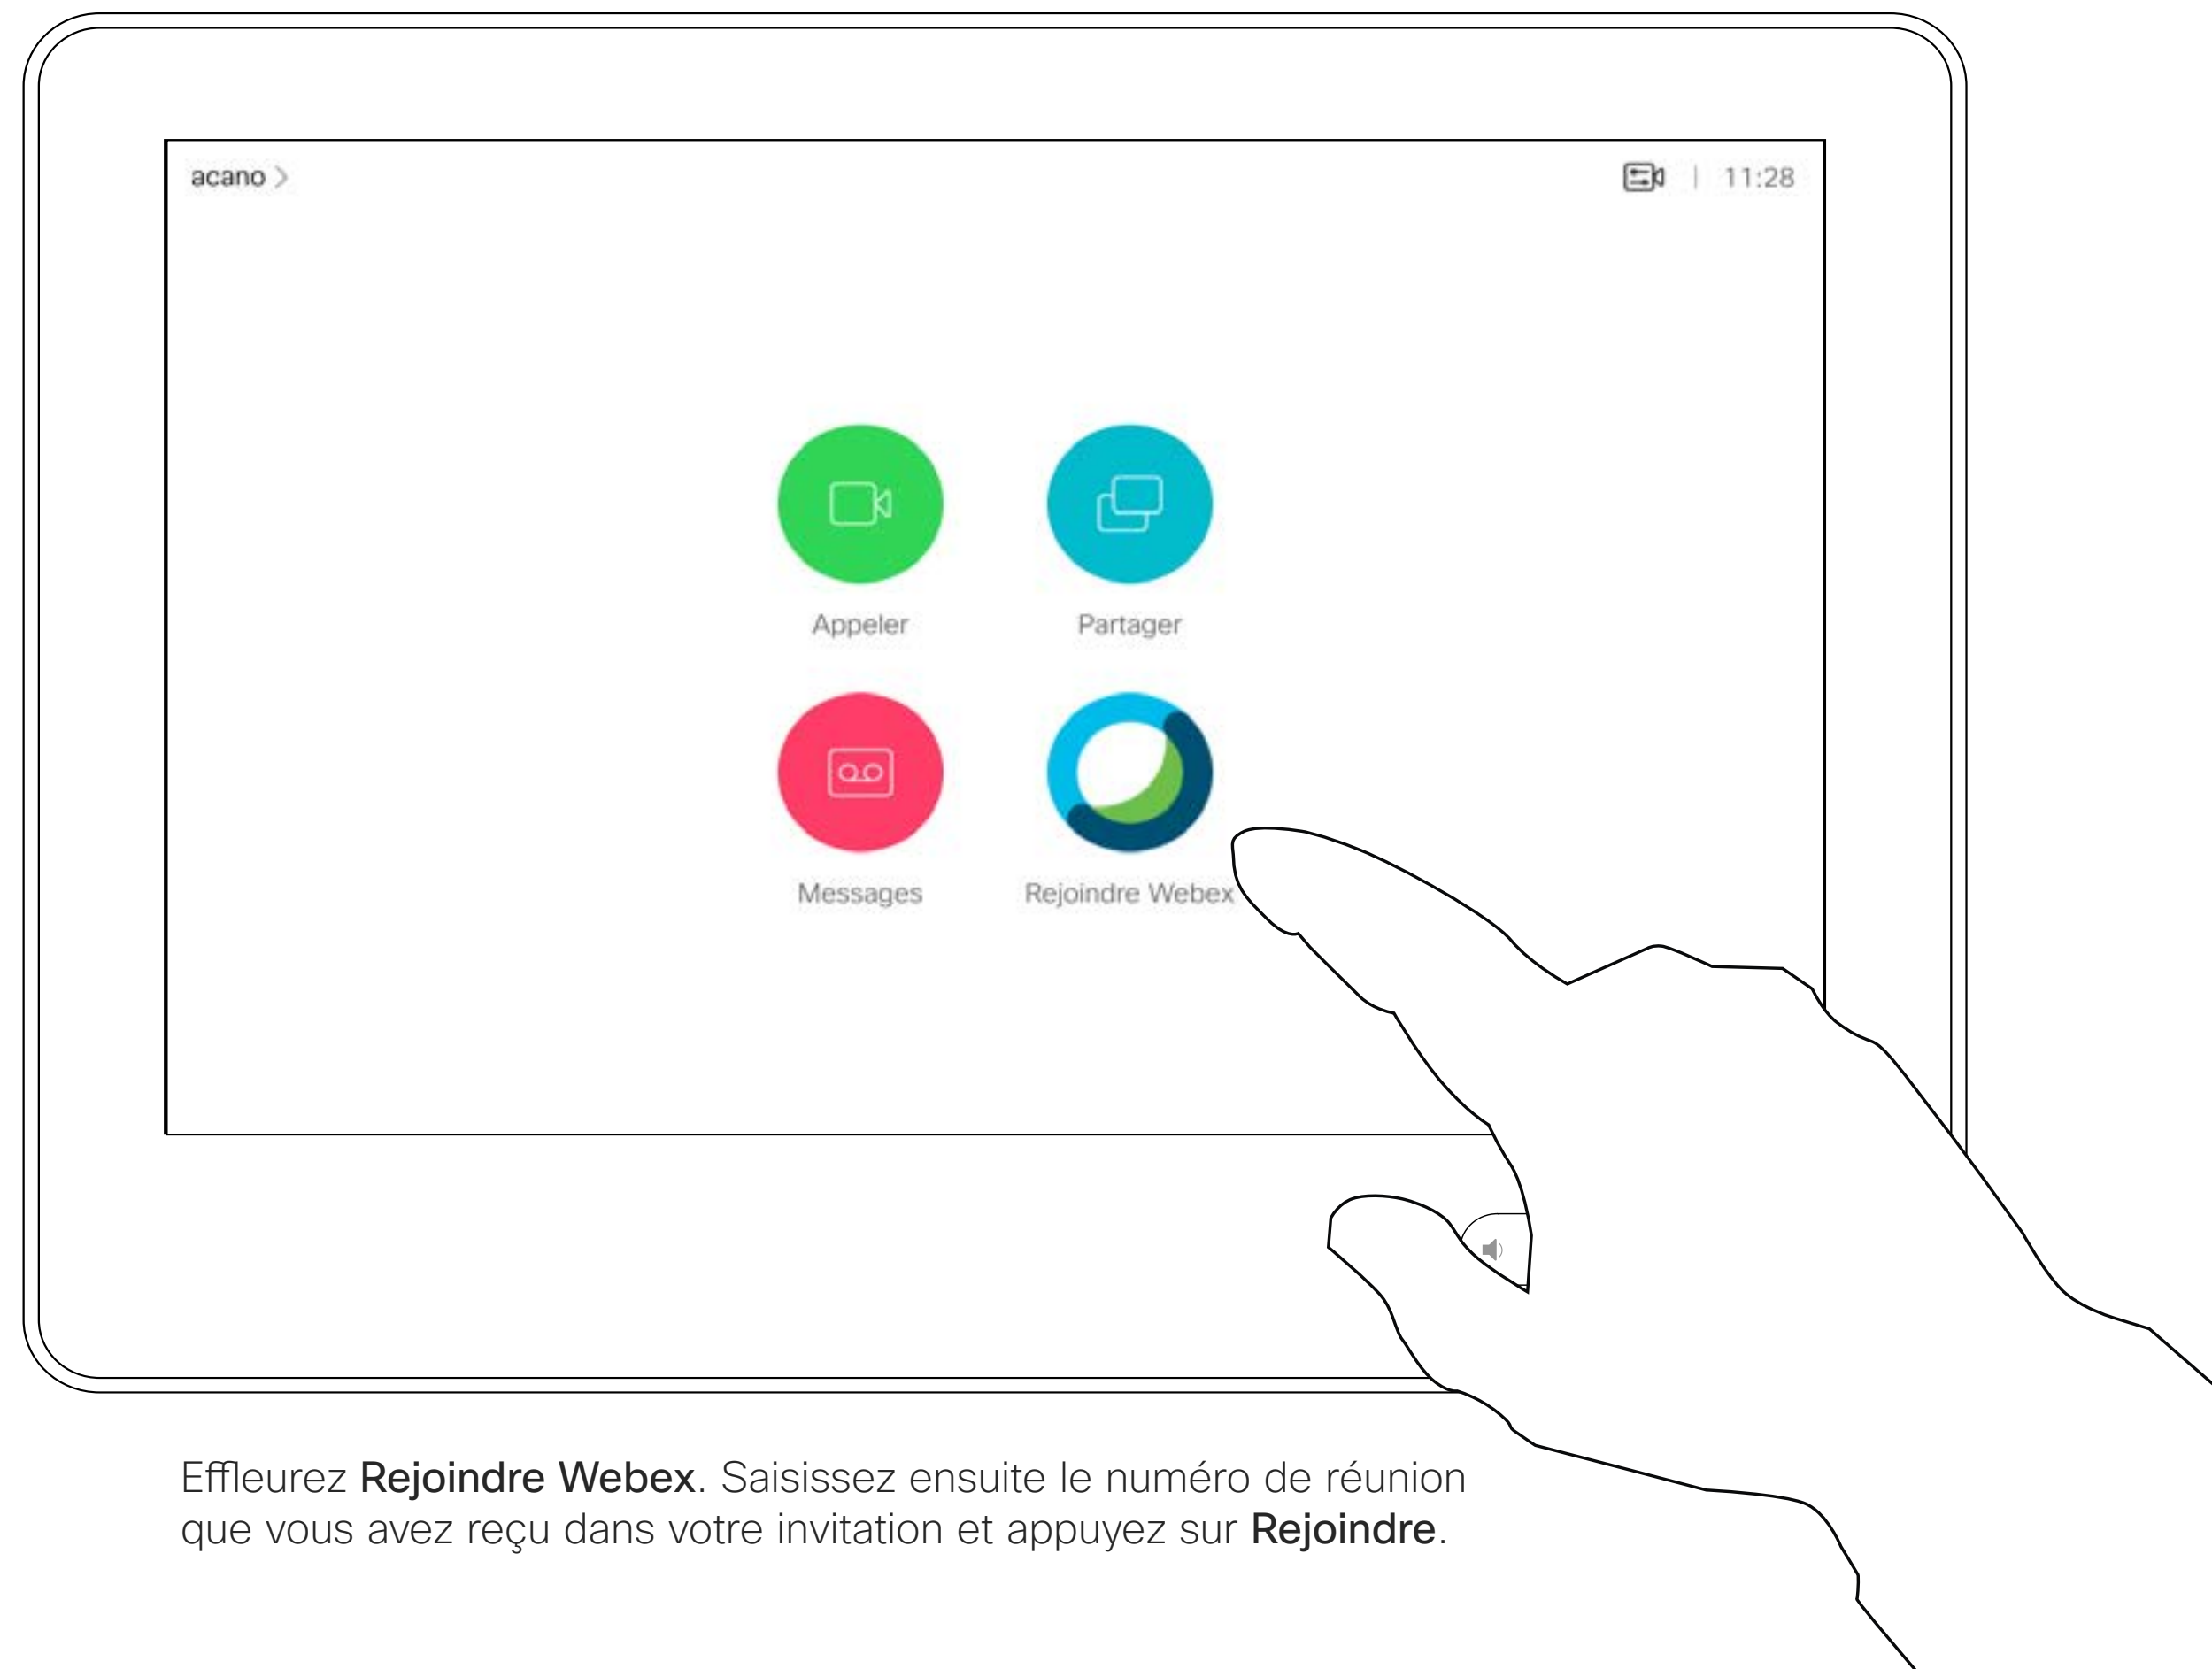 acano
11:28
Appeler
Partager
Messages
Rejoindre Webex
Effleurez Rejoindre Webex. Saisissez ensuite le numéro de réunion
que vous avez reçu dans votre invitation et appuyez sur Rejoindre.